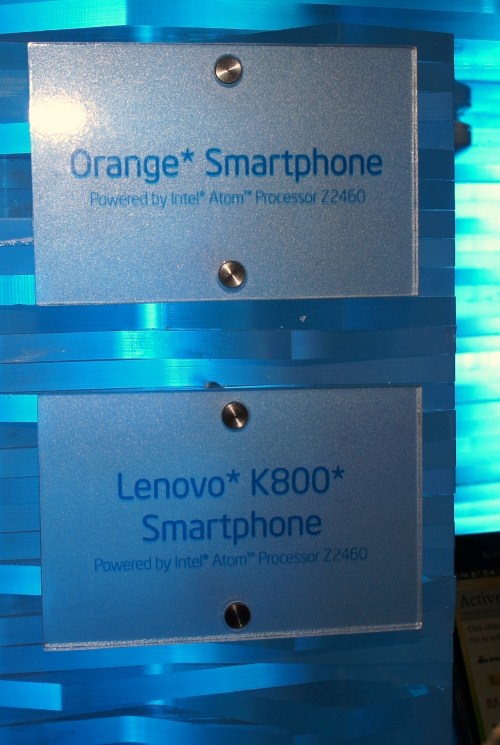 Orange* Smartphone
Powered by Intel® Atom™ Processor Z2460
Lenovo* K800*
Smartphone
Powered by Intel® Atom™ Processor Z2460